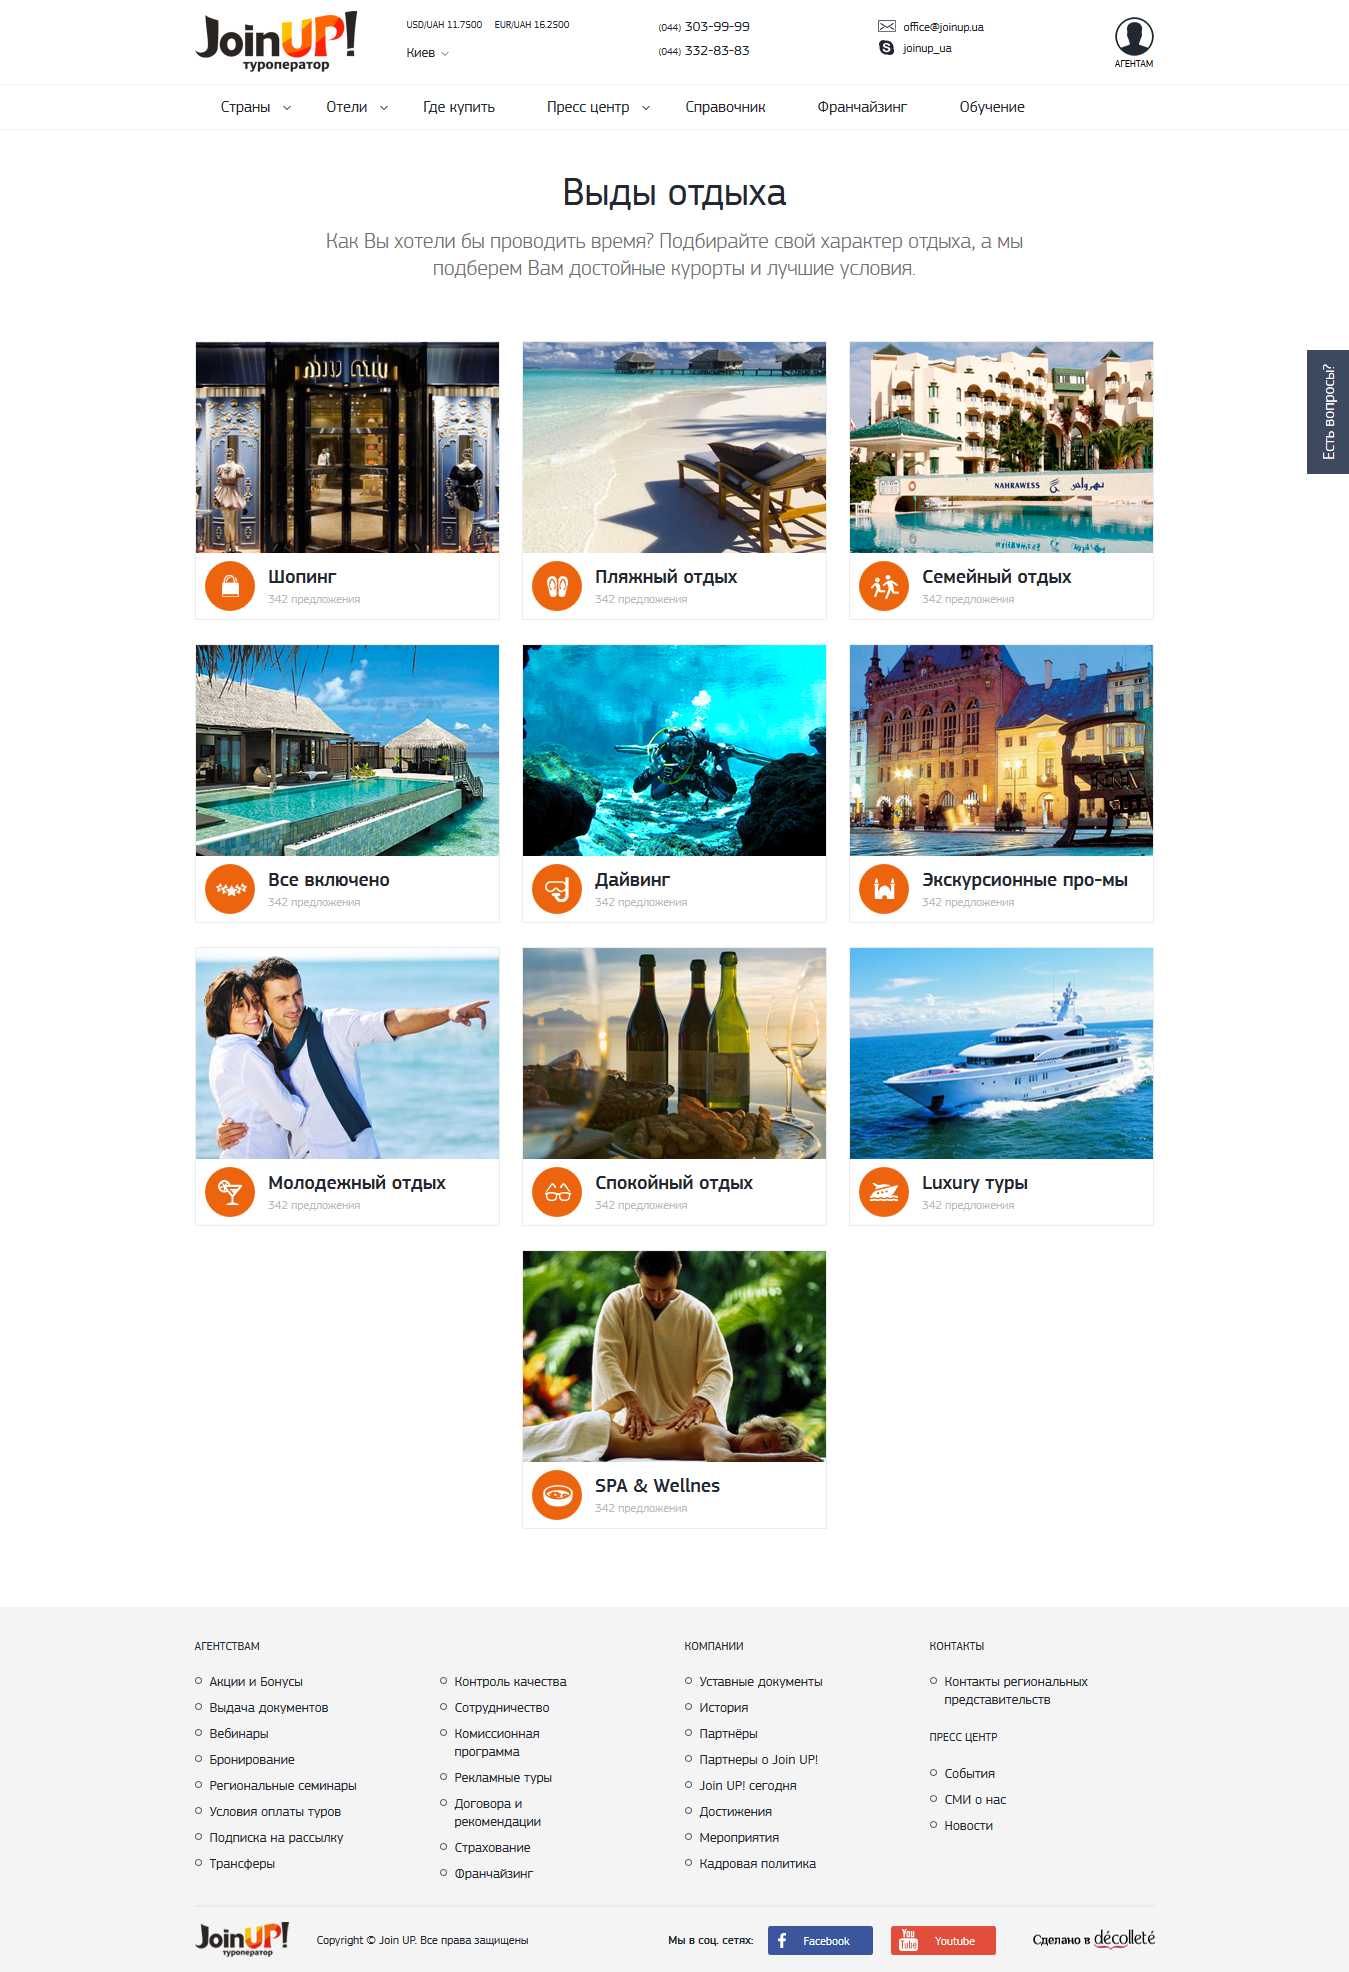 JoinUP!
туроператор
USD/UAH 11.7500 EUR/UAH 16.2500
Киев
(044) 303-99-99
(044) 332-83-83
office@joinup.ua
joinup_ua
АГЕНТАМ
Страны Отели Где купить Пресс центр Справочник Франчайзинг Обучение
Выды отдыха
Как Вы хотели бы проводить время? Подбирайте свой характер отдыха, а мы
подберем Вам достойные курорты и лучшие условия.
Есть вопросы?
miu miu
NAHRAWESS نهرواس
Шопинг
342 предложения
Пляжный отдых
342 предложения
Семейный отдых
342 предложения
Все включено
342 предложения
Дайвинг
342 предложения
Экскурсионные про-мы
342 предложения
Молодежный отдых
342 предложения
Спокойный отдых
342 предложения
Luxury туры
342 предложения
SPA & Wellnes
342 предложения
АГЕНТСТВАМ
Акции и Бонусы
Выдача документов
Вебинары
Бронирование
Региональные семинары
Условия оплаты туров
Подписка на рассылку
Трансферы
Контроль качества
Сотрудничество
Комиссионная
программа
Рекламные туры
Договора и
рекомендации
Страхование
Франчайзинг
КОМПАНИИ
Уставные документы
История
Партнёры
Партнеры о Join UP!
Join UP! сегодня
Достижения
Мероприятия
Кадровая политика
КОНТАКТЫ
Контакты региональных
представительств
ПРЕСС ЦЕНТР
События
СМИ о нас
Новости
JoinUP!
туроператор
Copyright © Join UP. Все права защищены
Мы в соц. сетях:
Facebook
You
Tube
Youtube
Сделано в décolleté